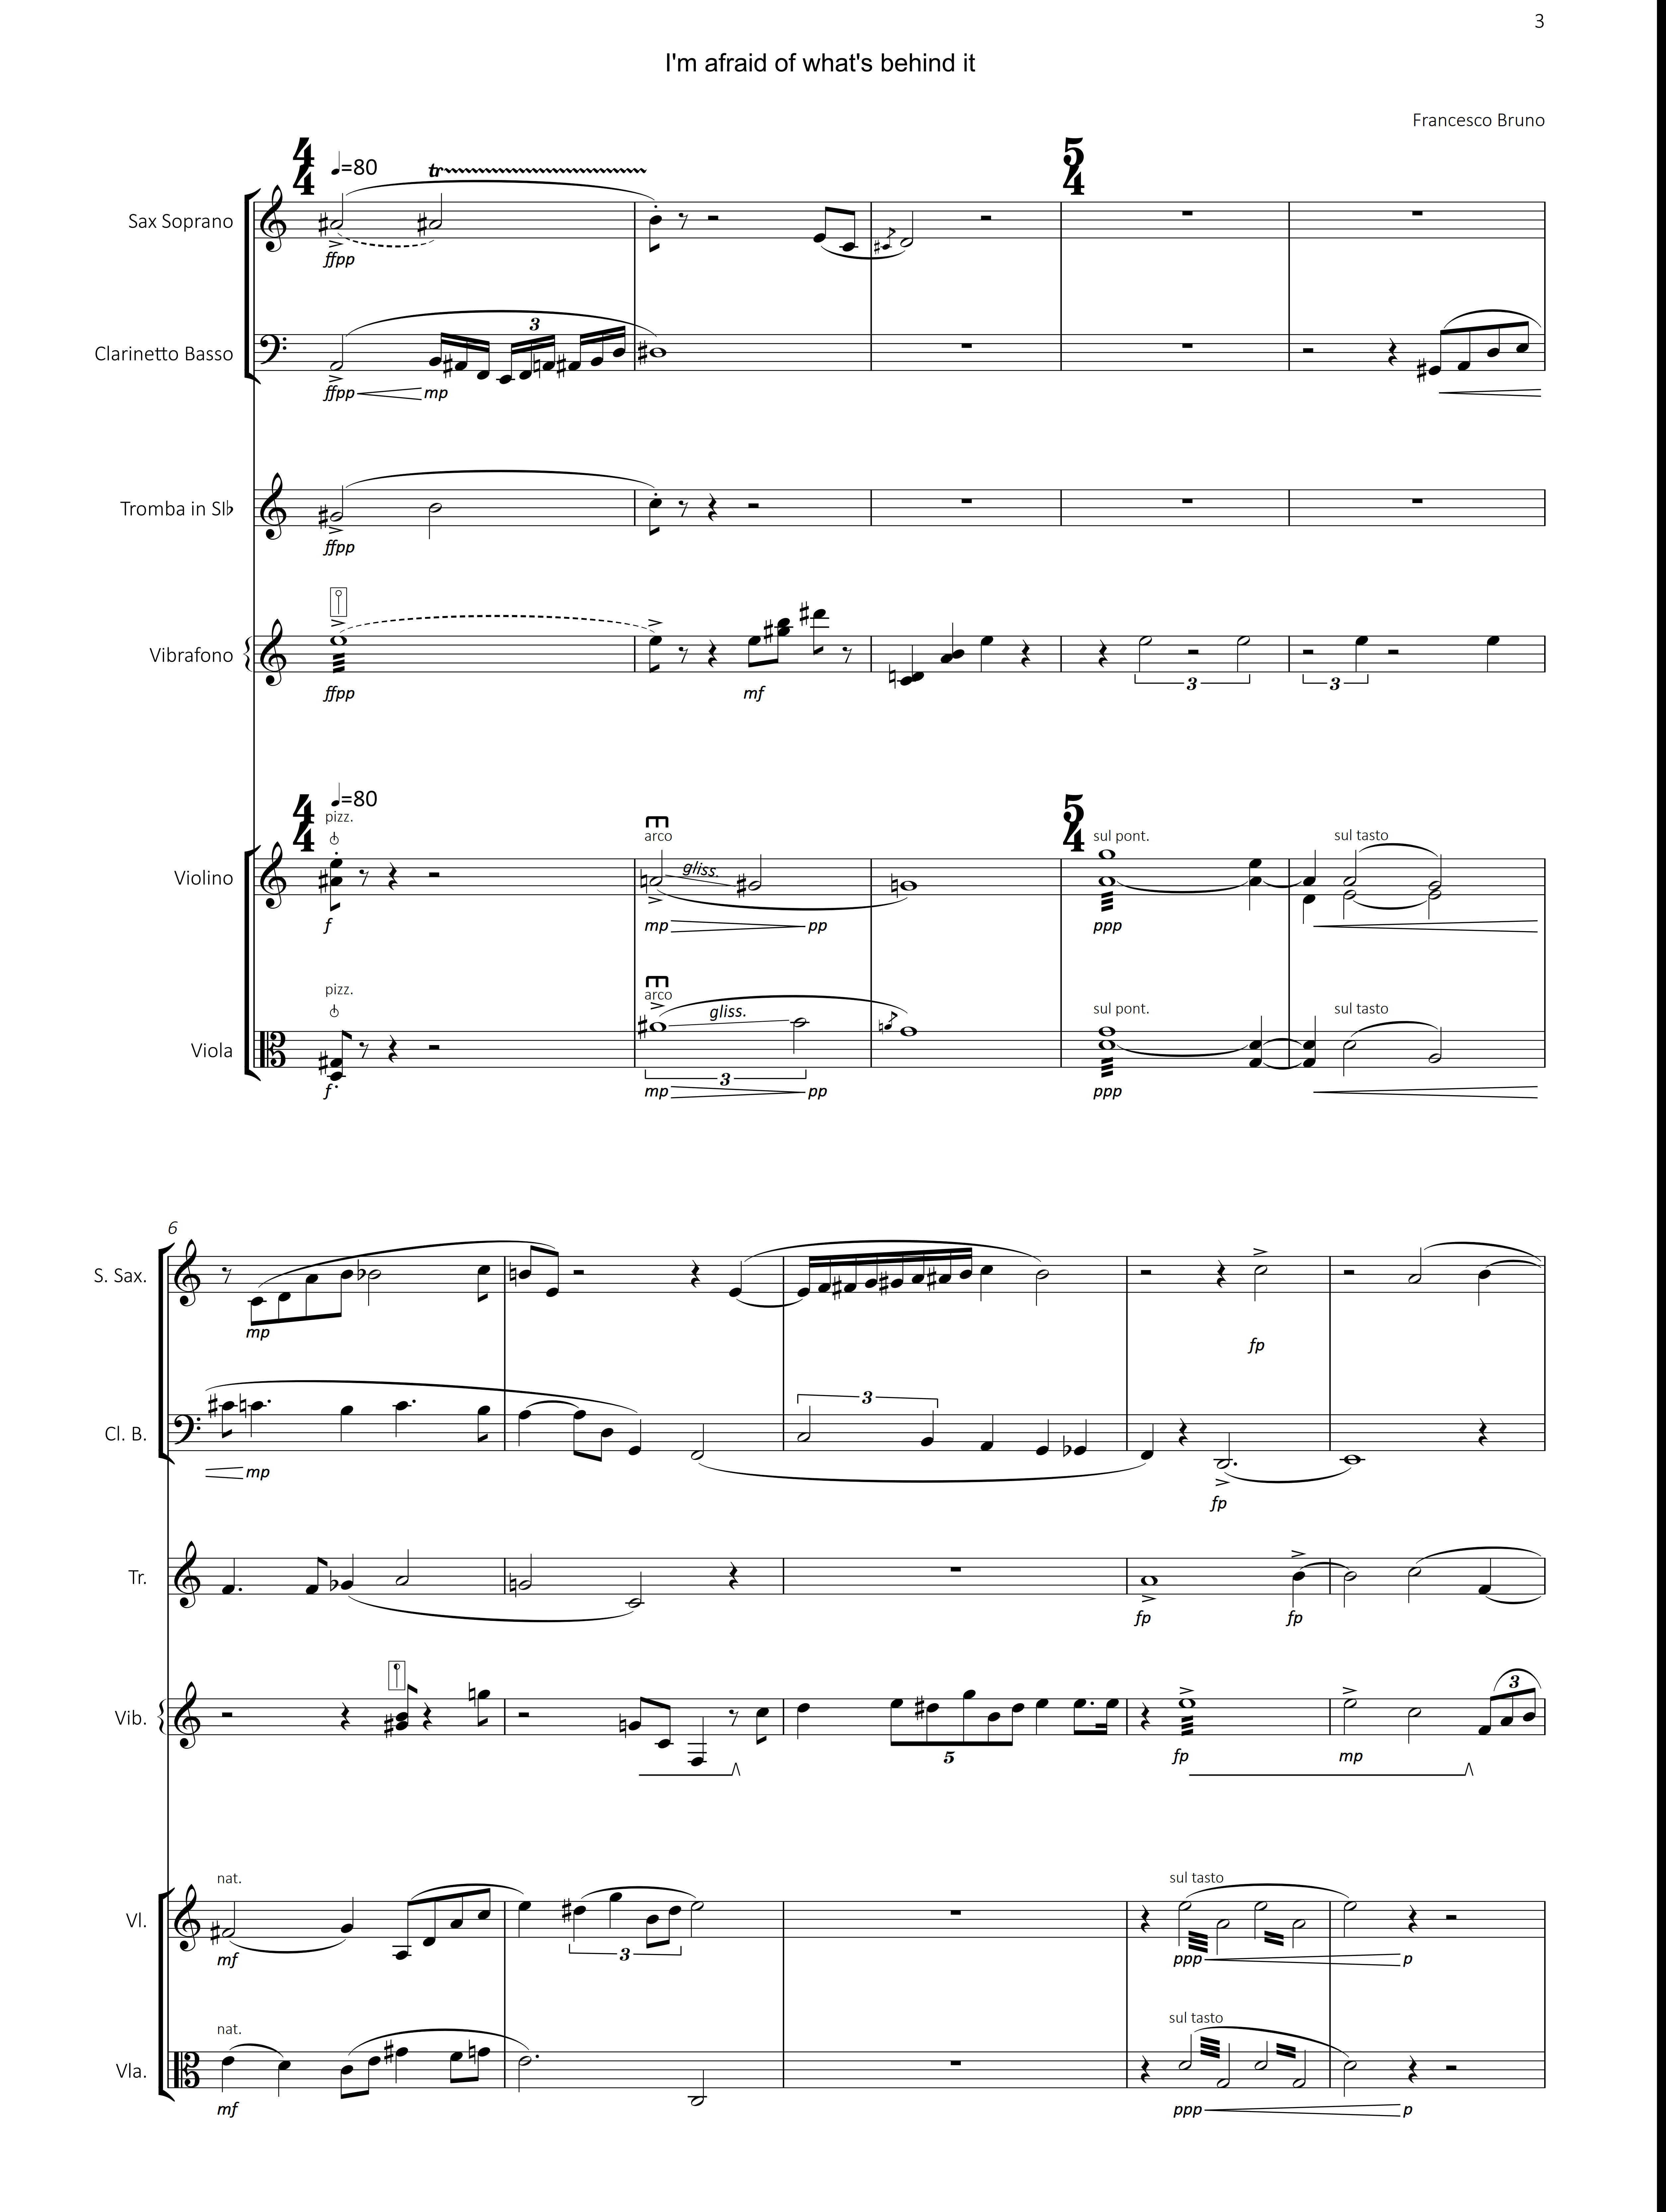 3
I'm afraid of what's behind it
Francesco Bruno
4
4
♩=80
tr
5
4
Sax Soprano
ffpp
3
Clarinetto Basso
ffpp mp
Tromba in SI♭
ffpp
Vibrafono
ffpp mf
3 3
4
4
♩=80
5
4
pizz. arco sul pont. sul tasto
gliss.
Violino
f mp pp ppp
pizz. arco sul pont. sul tasto
gliss.
Viola
3
f mp pp ppp
6
S. Sax.
mp fp
3
Cl. B.
mp fp
Tr.
fp fp
3
Vib.
5
fp mp
nat. sul tasto
Vl.
3
mf ppp p
nat. sul tasto
Vla.
mf ppp p